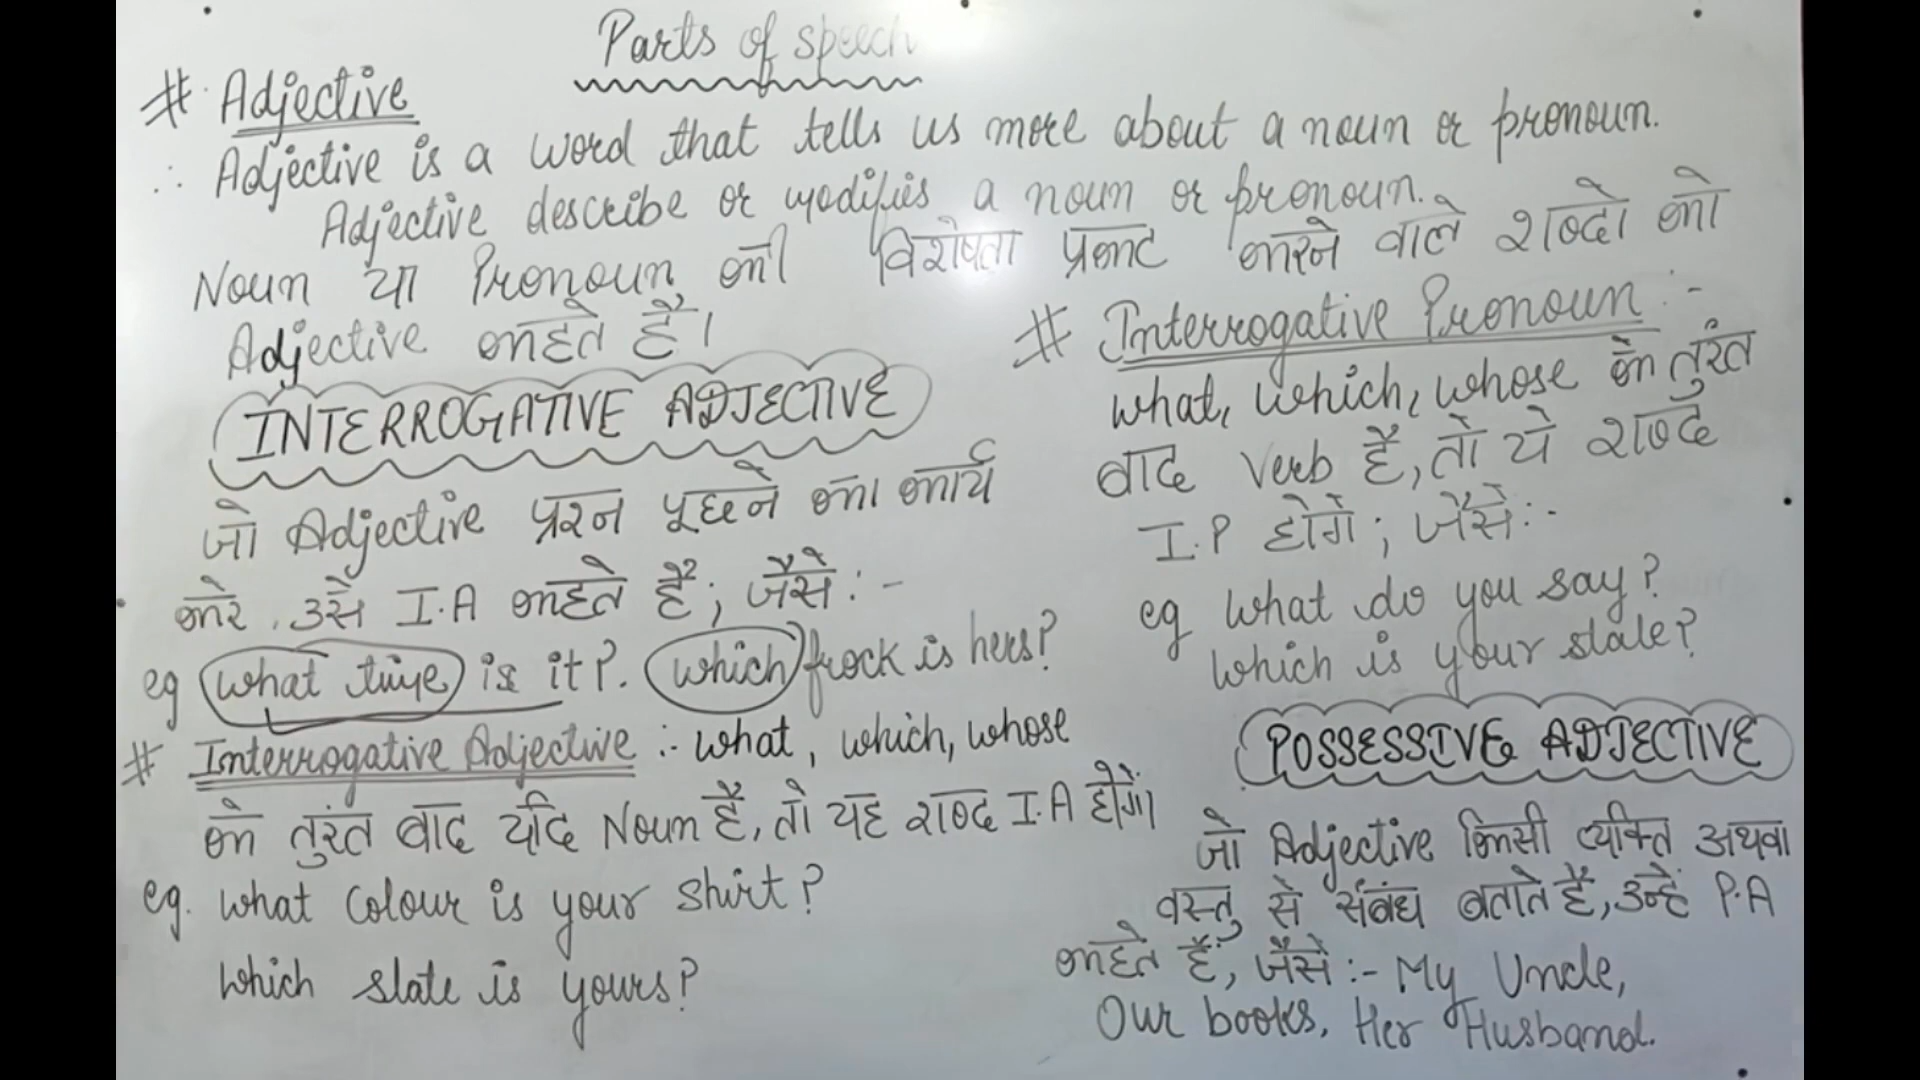 Parts of speech
# Adjective
∴ Adjective is a word that tells us more about a noun or pronoun.
Adjective describe or modifies a noun or pronoun.
Noun या Pronoun की विशेषता प्रकट करने वाले शब्दो को
Adjective कहते हैं।
INTERROGATIVE ADJECTIVE
जो Adjective प्रश्न पूछने का कार्य
करे, उसे I.A कहते हैं; जैसे:-
eg what time is it?. which frock is hers?
# Interrogative Adjective :- what, which, whose
के तुरंत बाद यदि Noun है, तो यह शब्द I.A होंगे।
eg. what colour is your shirt?
which slate is yours?
# Interrogative Pronoun :-
what, which, whose के तुरंत
बाद verb है, तो ये शब्द
I.P होगे; जैसे:-
eg what do you say?
which is your slate?
POSSESSIVE ADJECTIVE
जो Adjective किसी व्यक्ति अथवा
वस्तु से संबंध बताते हैं, उन्हें P.A
कहते हैं, जैसे:- My Uncle,
Our books, Her Husband.